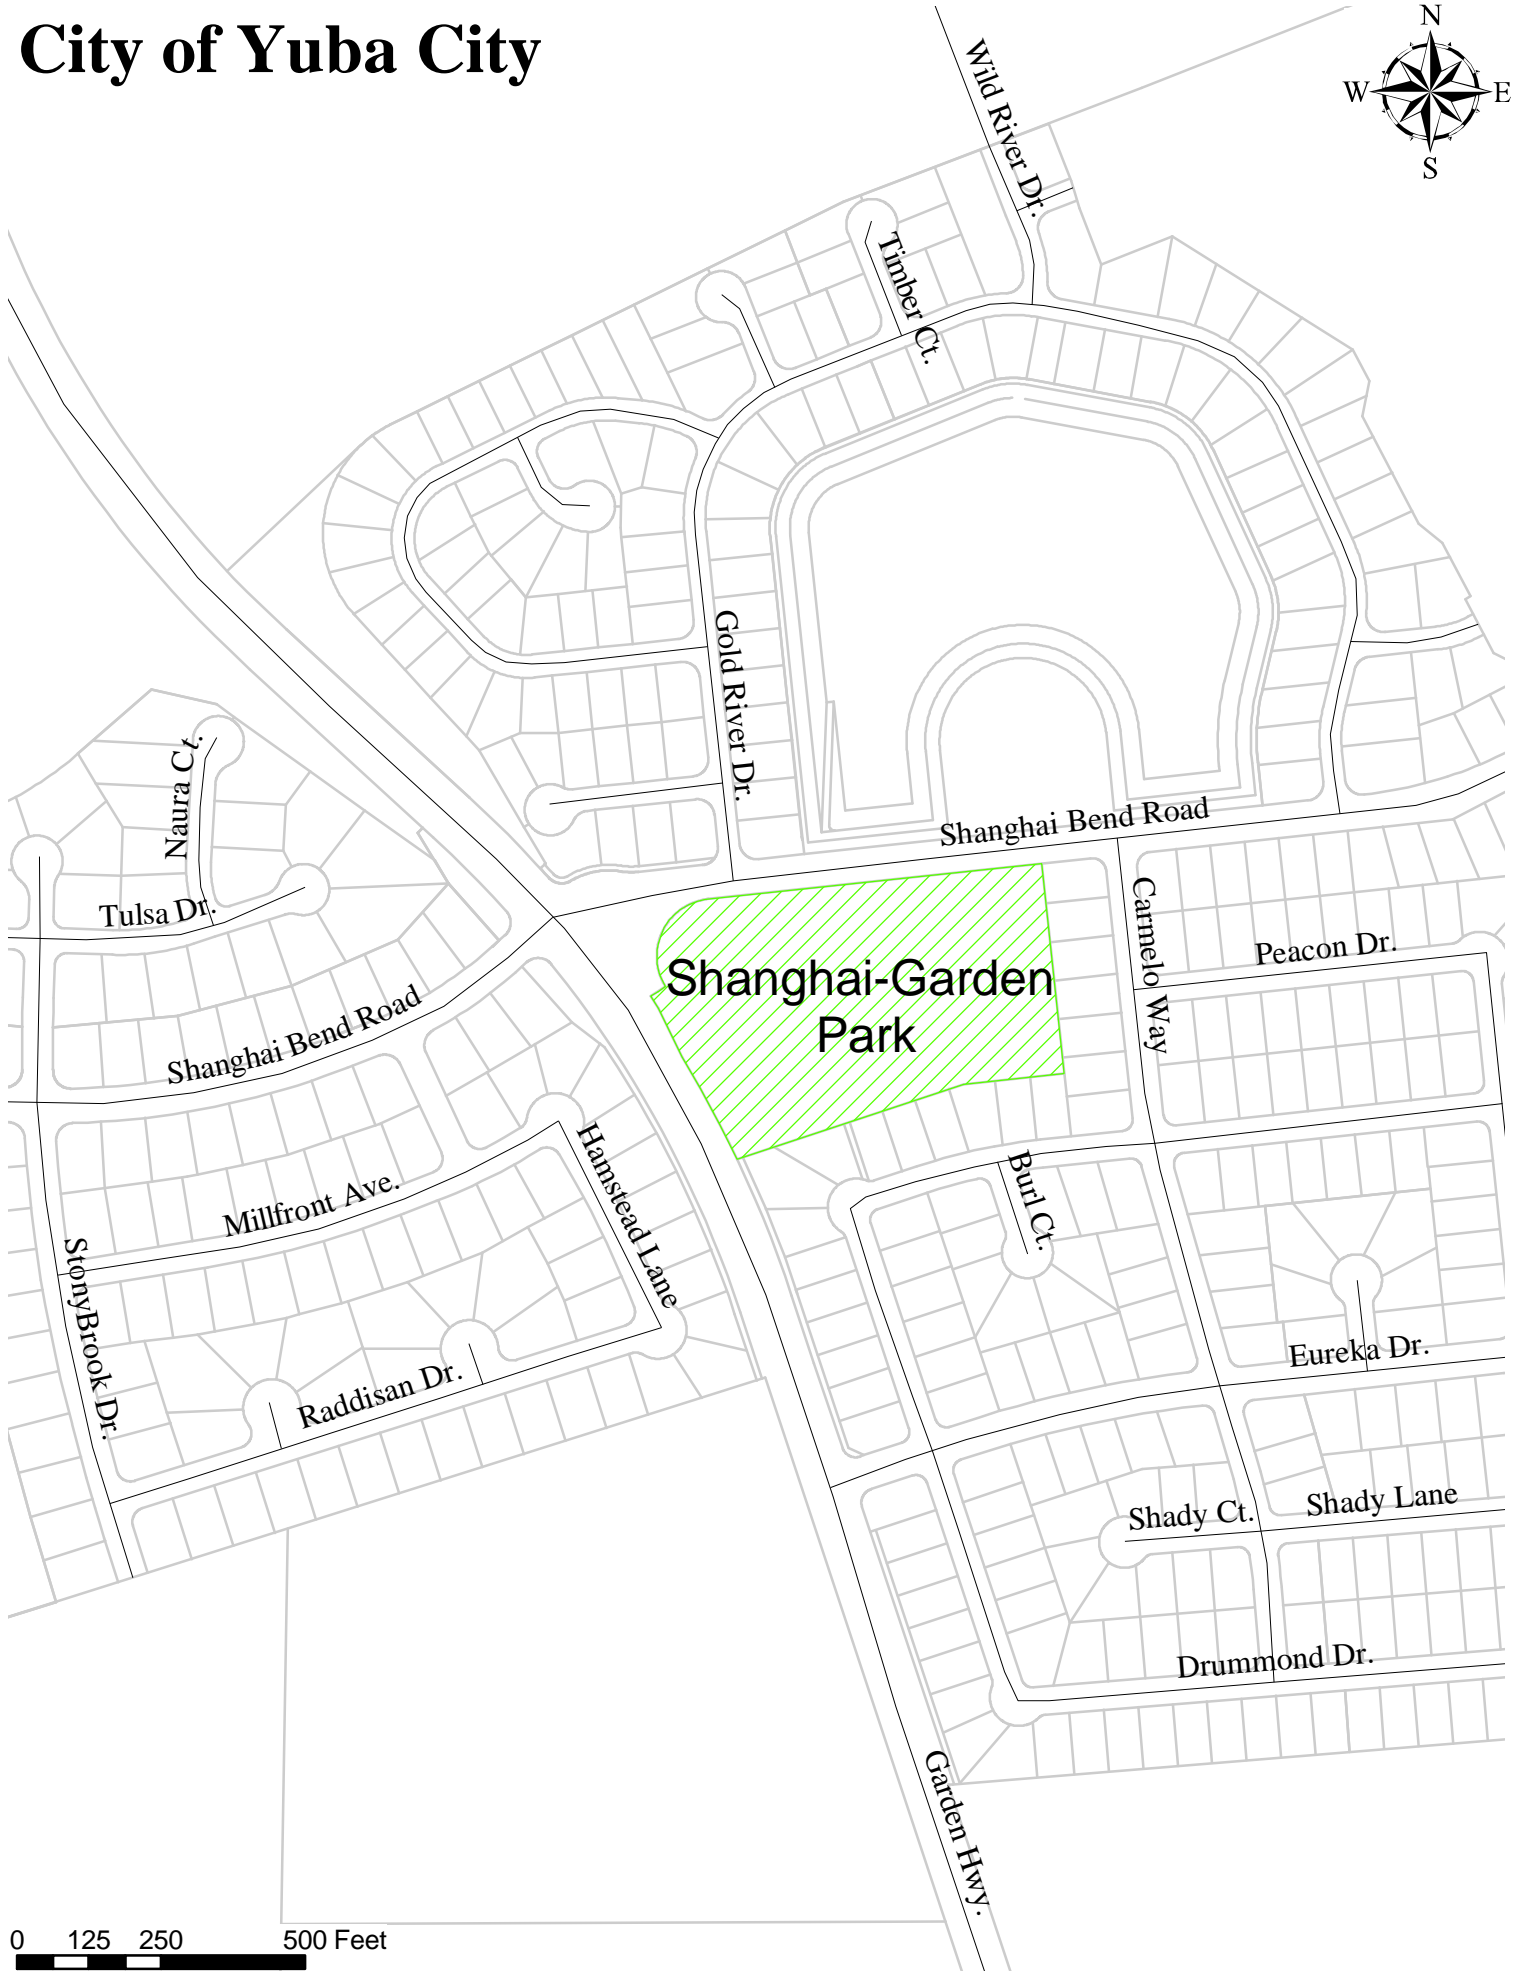 City of Yuba City
N
W
E
S
Wild River Dr.
Timber Ct.
Gold River Dr.
Naura Ct.
Shanghai Bend Road
Tulsa Dr.
Carmelo Way
Peacon Dr.
Shanghai-Garden
Park
Shanghai Bend Road
Hamstead Lane
Burl Ct.
Millfront Ave.
StonyBrook Dr.
Eureka Dr.
Raddisan Dr.
Shady Ct.
Shady Lane
Drummond Dr.
Garden Hwy.
0 125 250 500 Feet